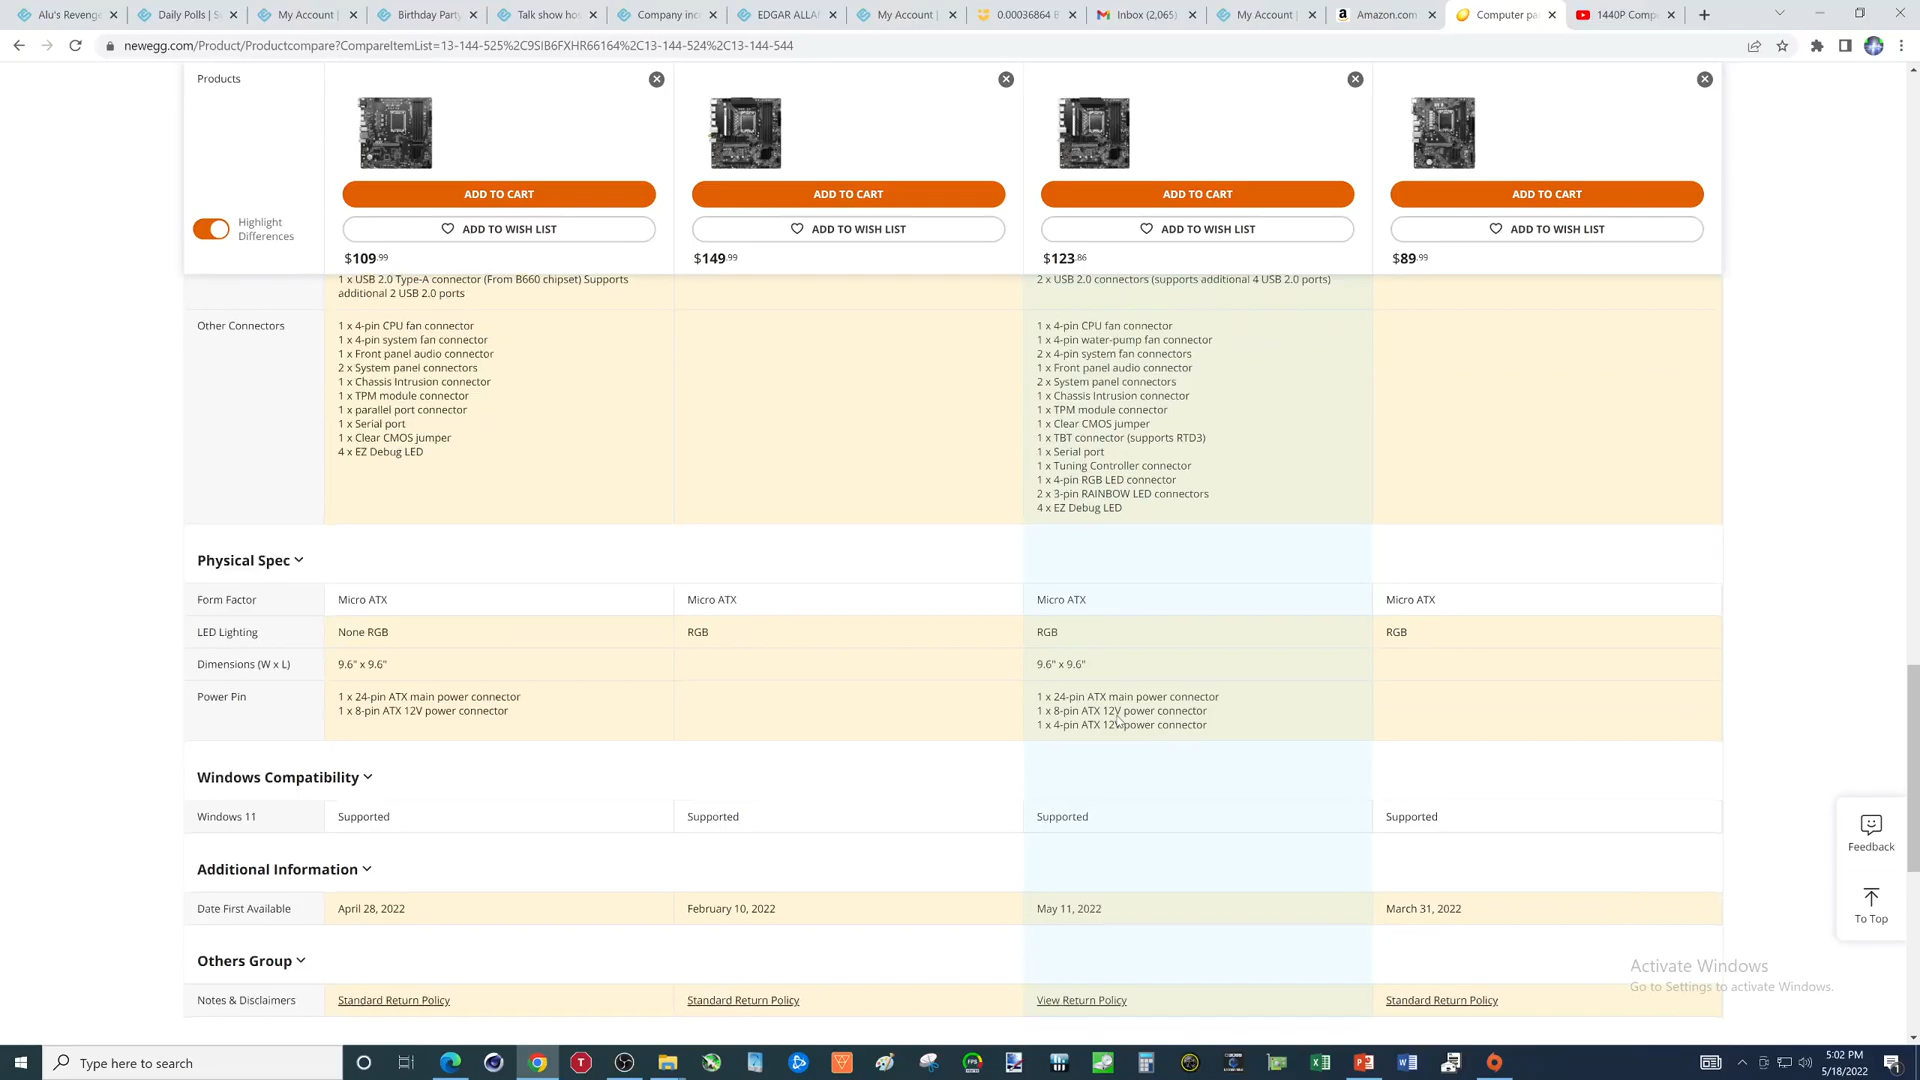 Alu's Revenge
Daily Polls | S
My Account |
Birthday Party
Talk show hos
Company inc
EDGAR ALLA
My Account |
0.00036864 B
Inbox (2,065)
My Account |
Amazon.com
Computer pa
1440P Comp
newegg.com/Product/Productcompare?CompareItemList=13-144-525%2C9SIB6FXHR66164%2C13-144-524%2C13-144-544
Products
ADD TO CART
ADD TO CART
ADD TO CART
ADD TO CART
Highlight
Differences
ADD TO WISH LIST
ADD TO WISH LIST
ADD TO WISH LIST
ADD TO WISH LIST
$109.99
$149.99
$123.86
$89.99
1 x USB 2.0 Type-A connector (From B660 chipset) Supports
additional 2 USB 2.0 ports
2 x USB 2.0 connectors (supports additional 4 USB 2.0 ports)
Other Connectors
1 x 4-pin CPU fan connector
1 x 4-pin system fan connector
1 x Front panel audio connector
2 x System panel connectors
1 x Chassis Intrusion connector
1 x TPM module connector
1 x parallel port connector
1 x Serial port
1 x Clear CMOS jumper
4 x EZ Debug LED
1 x 4-pin CPU fan connector
1 x 4-pin water-pump fan connector
2 x 4-pin system fan connectors
1 x Front panel audio connector
2 x System panel connectors
1 x Chassis Intrusion connector
1 x TPM module connector
1 x Clear CMOS jumper
1 x TBT connector (supports RTD3)
1 x Serial port
1 x Tuning Controller connector
1 x 4-pin RGB LED connector
2 x 3-pin RAINBOW LED connectors
4 x EZ Debug LED
Physical Spec
Form Factor
Micro ATX
Micro ATX
Micro ATX
Micro ATX
LED Lighting
None RGB
RGB
RGB
RGB
Dimensions (W x L)
9.6" x 9.6"
9.6" x 9.6"
Power Pin
1 x 24-pin ATX main power connector
1 x 8-pin ATX 12V power connector
1 x 24-pin ATX main power connector
1 x 8-pin ATX 12V power connector
1 x 4-pin ATX 12V power connector
Windows Compatibility
Windows 11
Supported
Supported
Supported
Supported
Additional Information
Date First Available
April 28, 2022
February 10, 2022
May 11, 2022
March 31, 2022
Others Group
Notes & Disclaimers
Standard Return Policy
Standard Return Policy
View Return Policy
Standard Return Policy
Feedback
To Top
Activate Windows
Go to Settings to activate Windows.
Type here to search
5:02 PM
5/18/2022